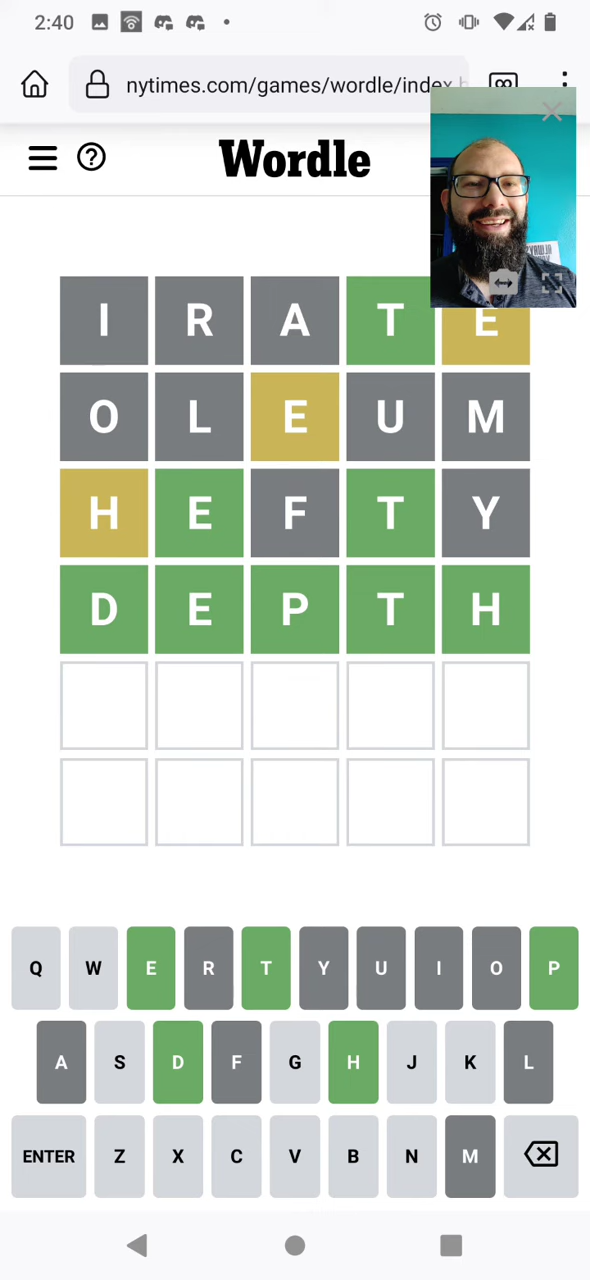 2:40
nytimes.com/games/wordle/index
Wordle
I R A T E
O L E U M
H E F T Y
D E P T H
Q W E R T Y U I O P
A S D F G H J K L
ENTER Z X C V B N M